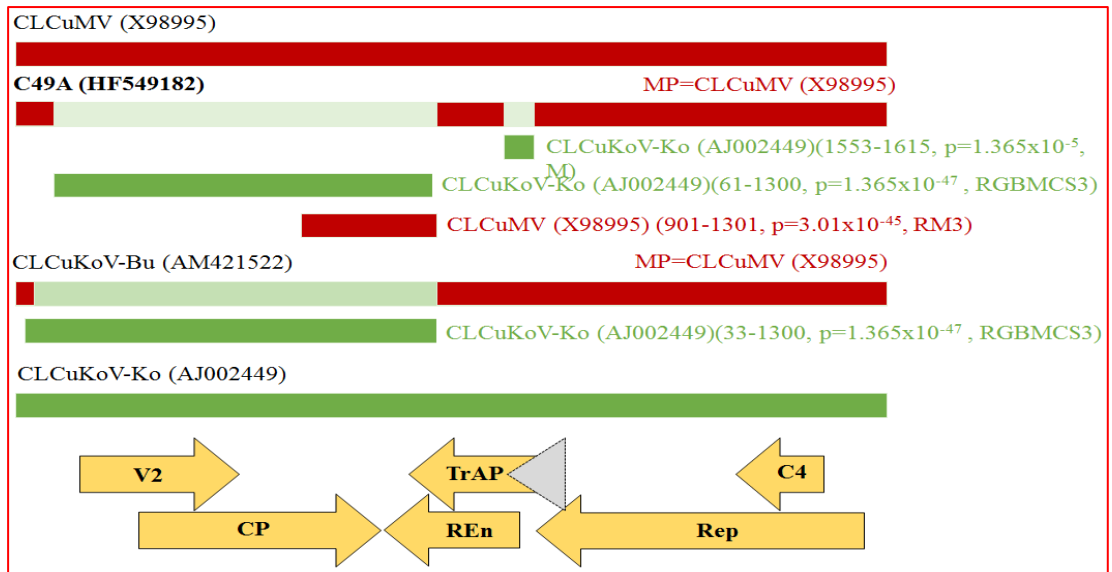 CLCuMV (X98995)
C49A (HF549182) MP=CLCuMV (X98995)
CLCuKoV-Ko (AJ002449)(1553-1615, p=1.365x10⁻⁵,
M)
CLCuKoV-Ko (AJ002449)(61-1300, p=1.365x10⁻⁴⁷ , RGBMCS3)
CLCuMV (X98995) (901-1301, p=3.01x10⁻⁴⁵, RM3)
CLCuKoV-Bu (AM421522) MP=CLCuMV (X98995)
CLCuKoV-Ko (AJ002449)(33-1300, p=1.365x10⁻⁴⁷ , RGBMCS3)
CLCuKoV-Ko (AJ002449)
V2 TrAP C4
CP REn Rep